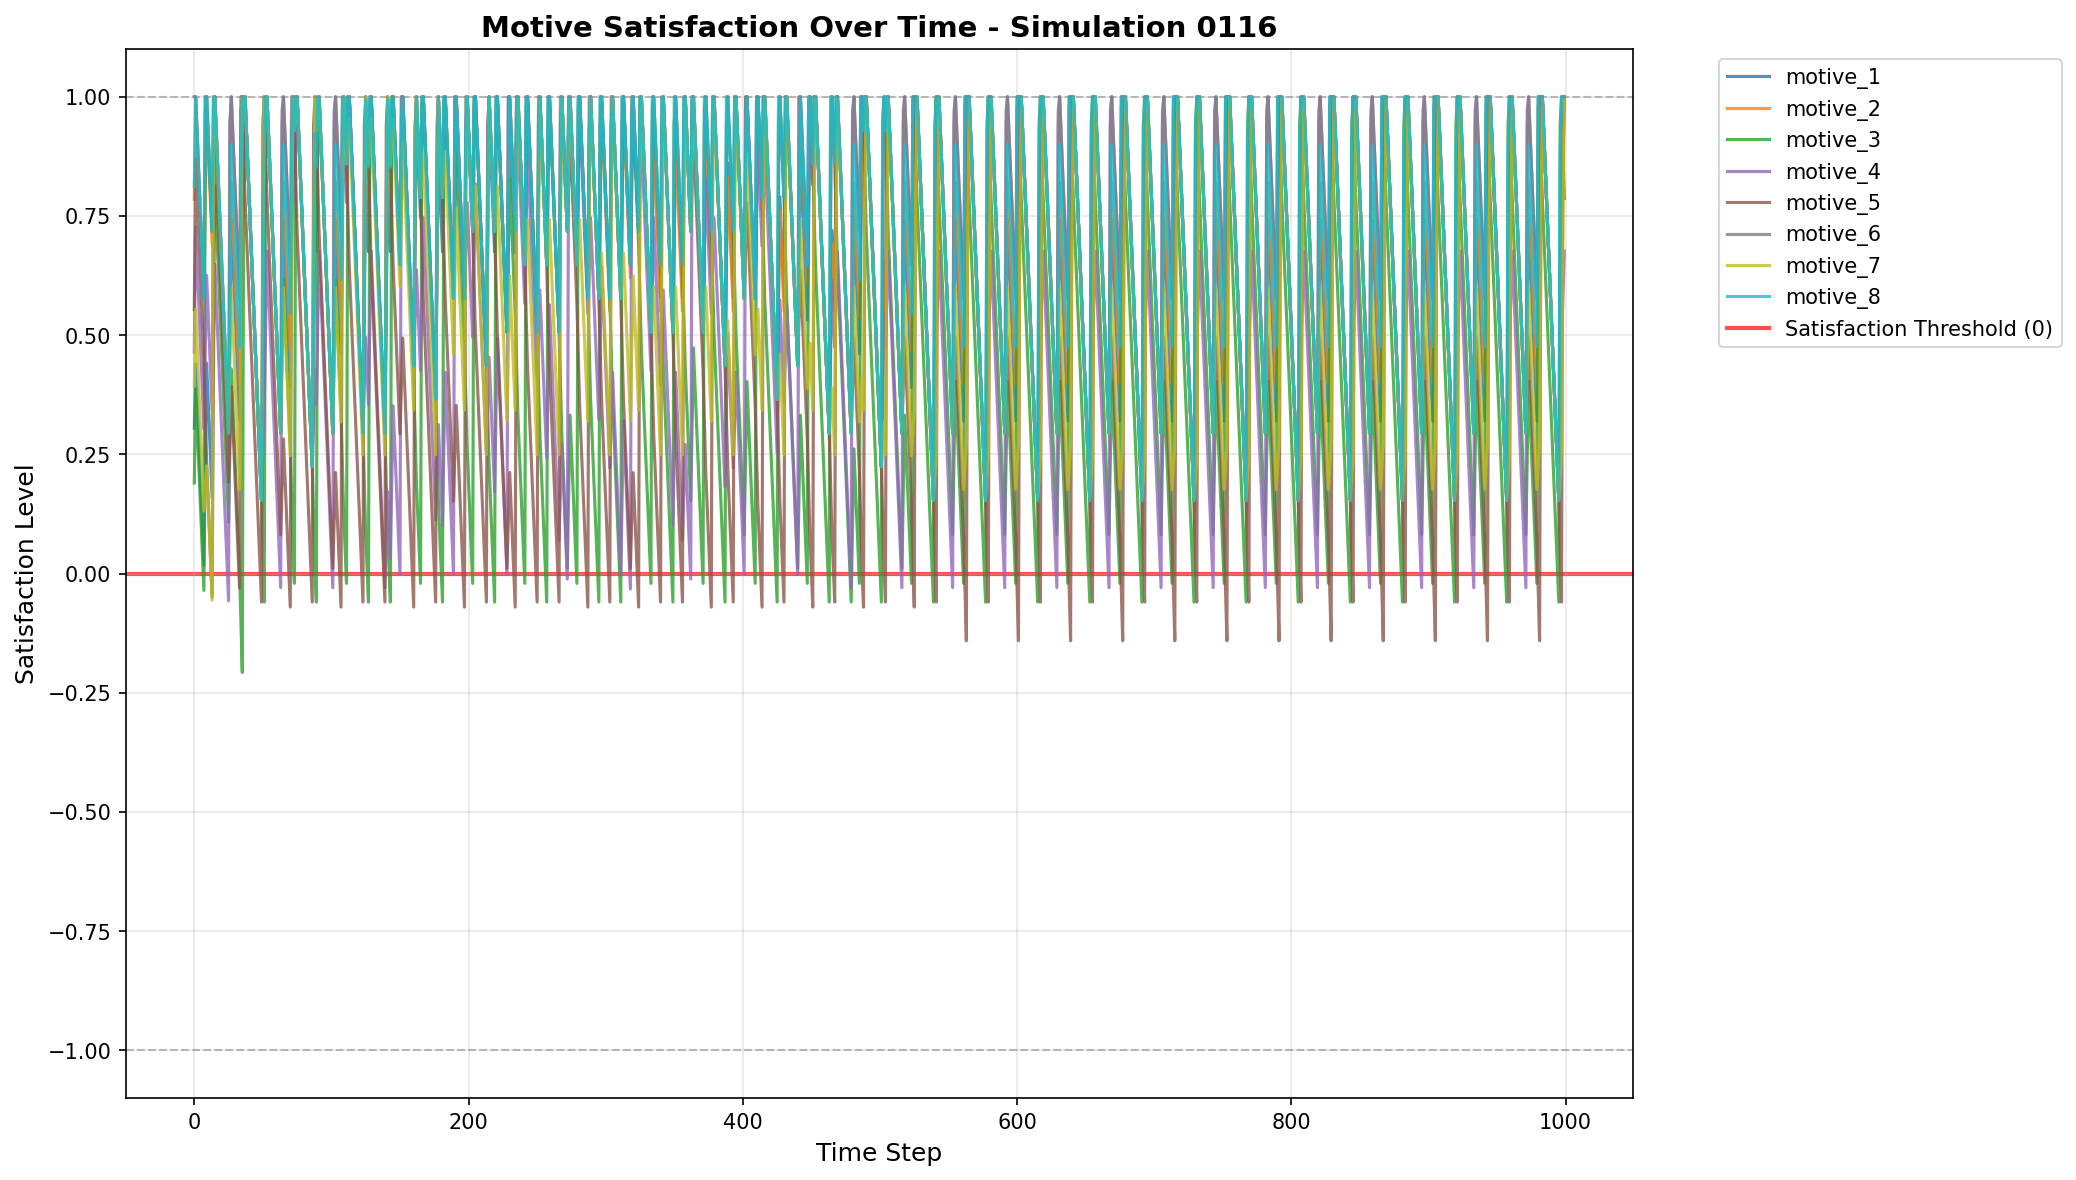 Motive Satisfaction Over Time - Simulation 0116
Satisfaction Level
1.00
0.75
0.50
0.25
0.00
−0.25
−0.50
−0.75
−1.00
0
200
400
600
800
1000
Time Step
motive_1
motive_2
motive_3
motive_4
motive_5
motive_6
motive_7
motive_8
Satisfaction Threshold (0)